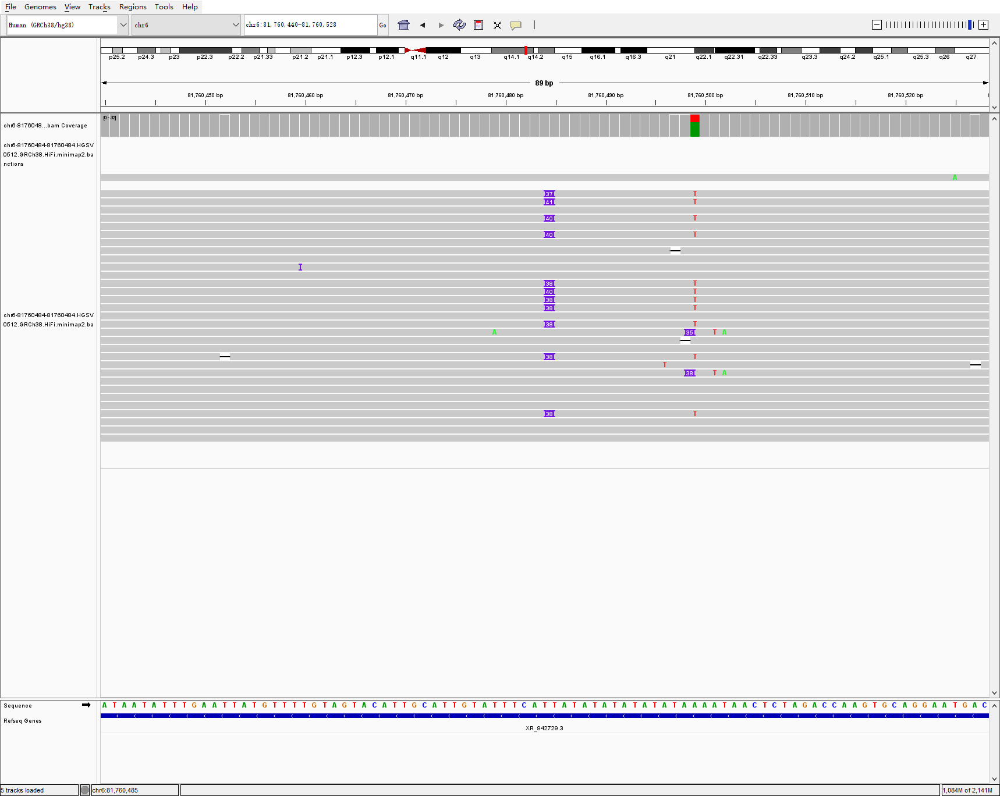 File Genomes View Tracks Regions Tools Help
Human (GRCh38/hg38) chr6 chr6:81,760,440-81,760,528 Go
p25.2 p24.3 p23 p22.3 p22.2 p21.33 p21.2 p21.1 p12.3 p12.1 q11.1 q12 q13 q14.1 q14.2 q15 q16.1 q16.3 q21 q22.1 q22.31 q22.33 q23.3 q24.2 q25.1 q25.3 q26 q27
89 bp
81,760,450 bp 81,760,460 bp 81,760,470 bp 81,760,480 bp 81,760,490 bp 81,760,500 bp 81,760,510 bp 81,760,520 bp
[0 - 32]
chr6-8176048...bam Coverage
chr6-81760484-81760484.HGSV
0512.GRCh38.HiFi.minimap2.ba
nctions
A
37 T
41 T
40 T
40 T
I
38 T
40 T
38 T
38 T
chr6-81760484-81760484.HGSV
0512.GRCh38.HiFi.minimap2.ba
38 T
A 35 T A
38 T
T
38 T A
38 T
Sequence
A T A A T A T T T G A A T T A T G T T T T G T A G T A C A T T G C A T T G T A T T T C A T T A T A T A T A T A T A T A A A A T A A C T C T A G A C C A A G T G C A G G A A T G A C
Refseq Genes
XR_942729.3
5 tracks loaded chr6:81,760,485 1,084M of 2,141M